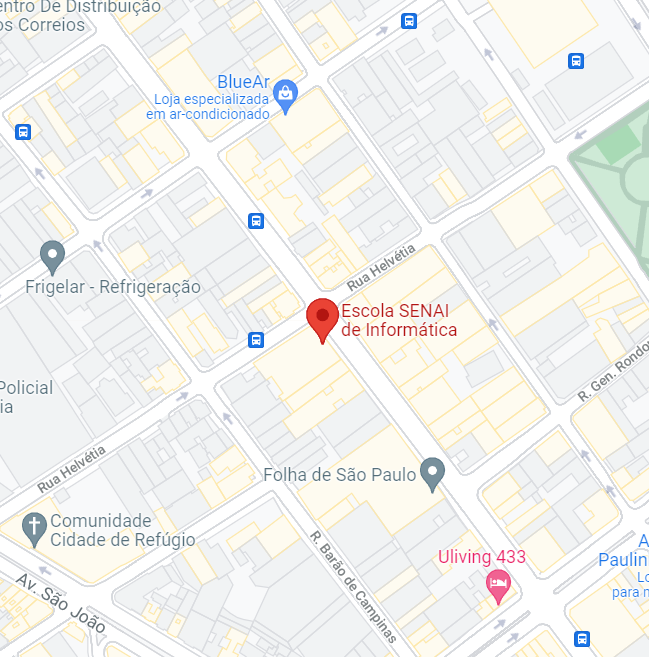 entro De Distribuição
os Correios
BlueAr
Loja especializada
em ar-condicionado
Rua Helvétia
Frigelar - Refrigeração
Escola SENAI
de Informática
R. Gen. Rondo
Policial
ia
Rua Helvétia
Folha de São Paulo
Comunidade
Cidade de Refúgio
R. Barão de Campinas
Uliving 433
A
Paulin
Lo
para m
Av. São João